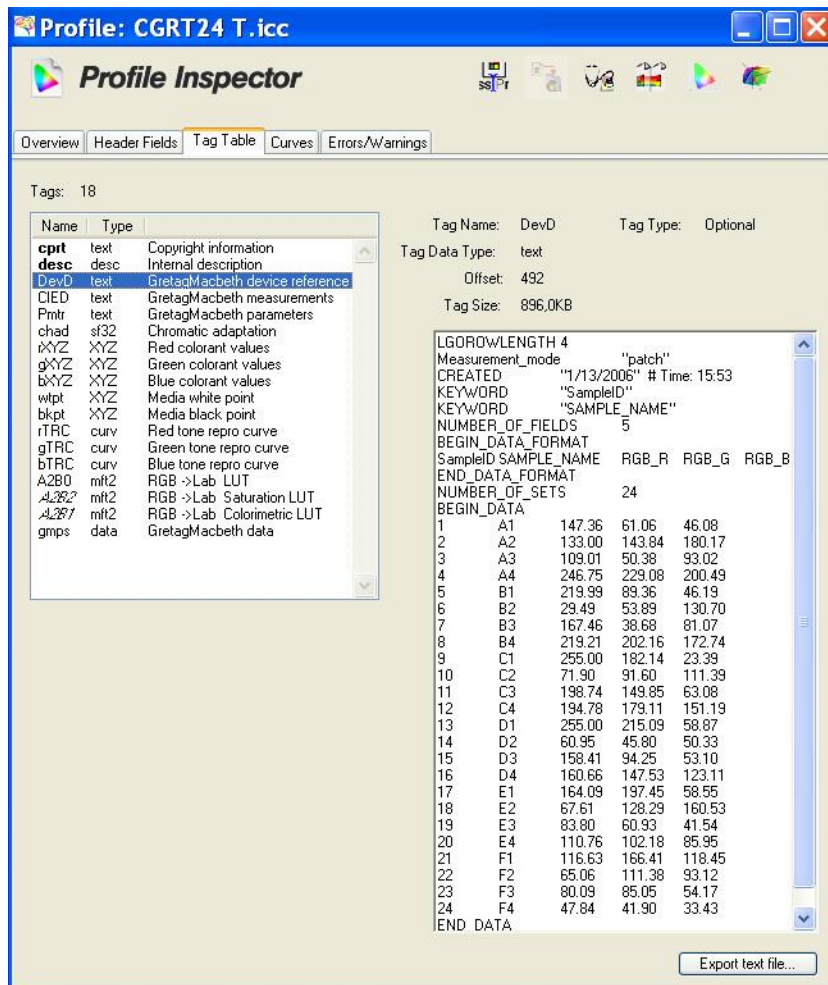 Profile: CGRT24 T.icc
Profile Inspector
Overview Header Fields Tag Table Curves Errors/Warnings
Tags: 18
Name Type
cprt text Copyright information
desc desc Internal description
DevD text GretagMacbeth device reference
CIED text GretagMacbeth measurements
Pmtr text GretagMacbeth parameters
chad sf32 Chromatic adaptation
rXYZ XYZ Red colorant values
gXYZ XYZ Green colorant values
bXYZ XYZ Blue colorant values
wtpt XYZ Media white point
bkpt XYZ Media black point
rTRC curv Red tone repro curve
gTRC curv Green tone repro curve
bTRC curv Blue tone repro curve
A2B0 mft2 RGB ->Lab LUT
A2B2 mft2 RGB ->Lab Saturation LUT
A2B1 mft2 RGB ->Lab Colorimetric LUT
gmps data GretagMacbeth data
Tag Name: DevD Tag Type: Optional
Tag Data Type: text
Offset: 492
Tag Size: 896,0KB
LGOROWLENGTH 4
Measurement_mode "patch"
CREATED "1/13/2006" # Time: 15:53
KEYWORD "SampleID"
KEYWORD "SAMPLE_NAME"
NUMBER_OF_FIELDS 5
BEGIN_DATA_FORMAT
SampleID SAMPLE_NAME RGB_R RGB_G RGB_B
END_DATA_FORMAT
NUMBER_OF_SETS 24
BEGIN_DATA
1 A1 147.36 61.06 46.08
2 A2 133.00 143.84 180.17
3 A3 109.01 50.38 93.02
4 A4 246.75 229.08 200.49
5 B1 219.99 89.36 46.19
6 B2 29.49 53.89 130.70
7 B3 167.46 38.68 81.07
8 B4 219.21 202.16 172.74
9 C1 255.00 182.14 23.39
10 C2 71.90 91.60 111.39
11 C3 198.74 149.85 63.08
12 C4 194.78 179.11 151.19
13 D1 255.00 215.09 58.87
14 D2 60.95 45.80 50.33
15 D3 158.41 94.25 53.10
16 D4 160.66 147.53 123.11
17 E1 164.09 197.45 58.55
18 E2 67.61 128.29 160.53
19 E3 83.80 60.93 41.54
20 E4 110.76 102.18 85.95
21 F1 116.63 166.41 118.45
22 F2 65.06 111.38 93.12
23 F3 80.09 85.05 54.17
24 F4 47.84 41.90 33.43
END_DATA
Export text file...